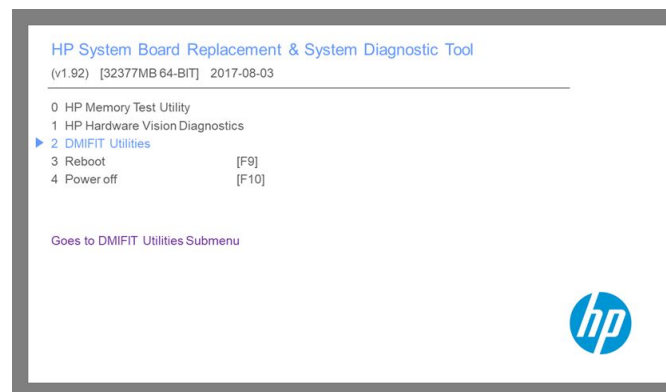 HP System Board Replacement & System Diagnostic Tool
(v1.92) [32377MB 64-BIT] 2017-08-03
0 HP Memory Test Utility
1 HP Hardware Vision Diagnostics
2 DMIFIT Utilities
3 Reboot [F9]
4 Power off [F10]
Goes to DMIFIT Utilities Submenu
hp